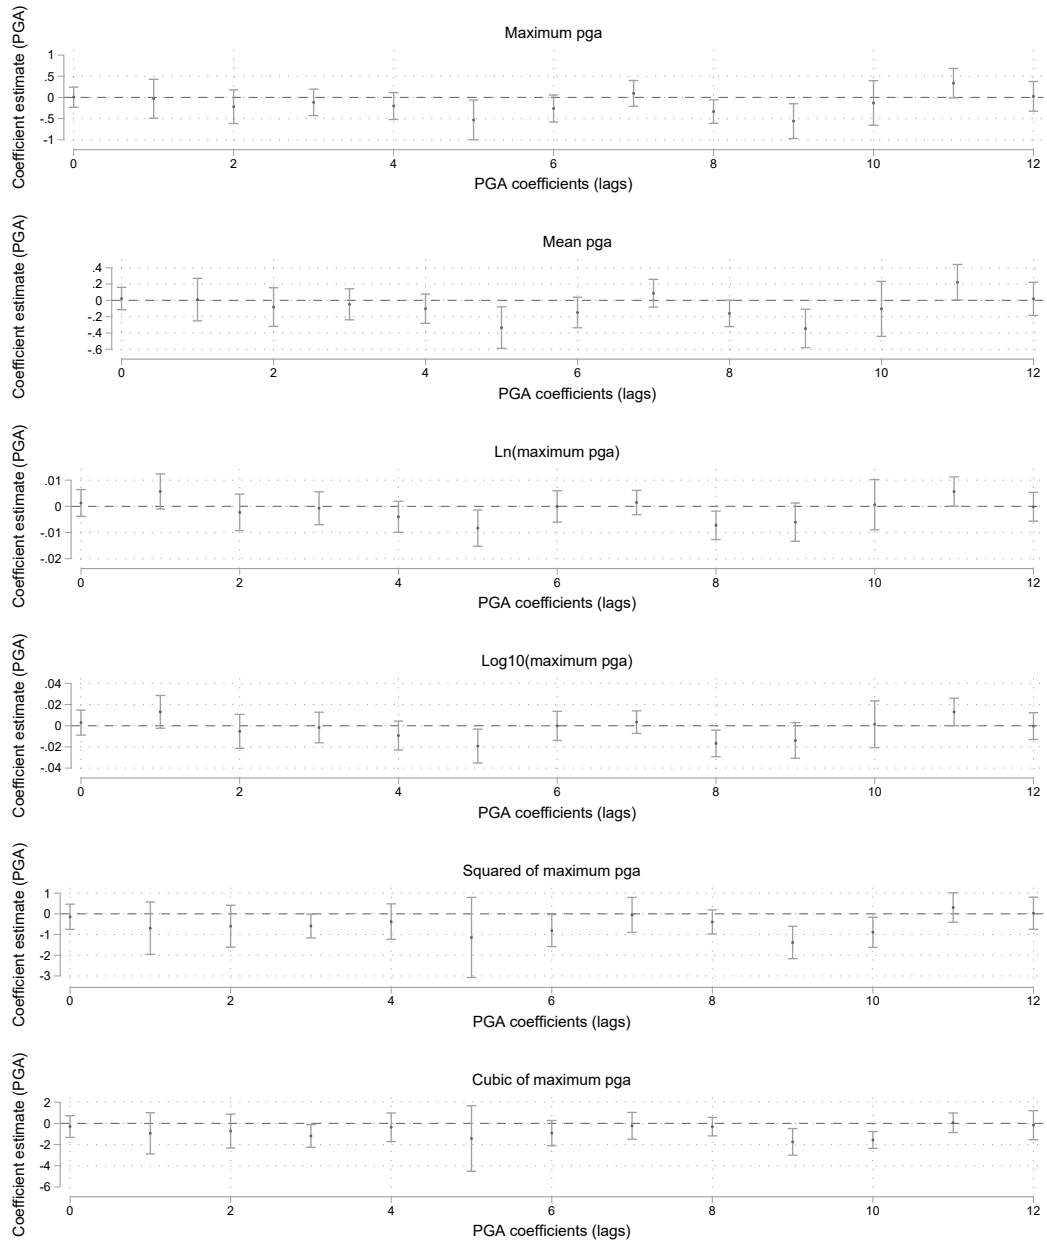 Maximum pga
Coefficient estimate (PGA)
1
.5
0
-.5
-1
0 2 4 6 8 10 12
PGA coefficients (lags)
Mean pga
Coefficient estimate (PGA)
.4
.2
0
-.2
-.4
-.6
0 2 4 6 8 10 12
PGA coefficients (lags)
Ln(maximum pga)
Coefficient estimate (PGA)
.01
0
-.01
-.02
0 2 4 6 8 10 12
PGA coefficients (lags)
Log10(maximum pga)
Coefficient estimate (PGA)
.04
.02
0
-.02
-.04
0 2 4 6 8 10 12
PGA coefficients (lags)
Squared of maximum pga
Coefficient estimate (PGA)
1
0
-1
-2
-3
0 2 4 6 8 10 12
PGA coefficients (lags)
Cubic of maximum pga
Coefficient estimate (PGA)
2
0
-2
-4
-6
0 2 4 6 8 10 12
PGA coefficients (lags)